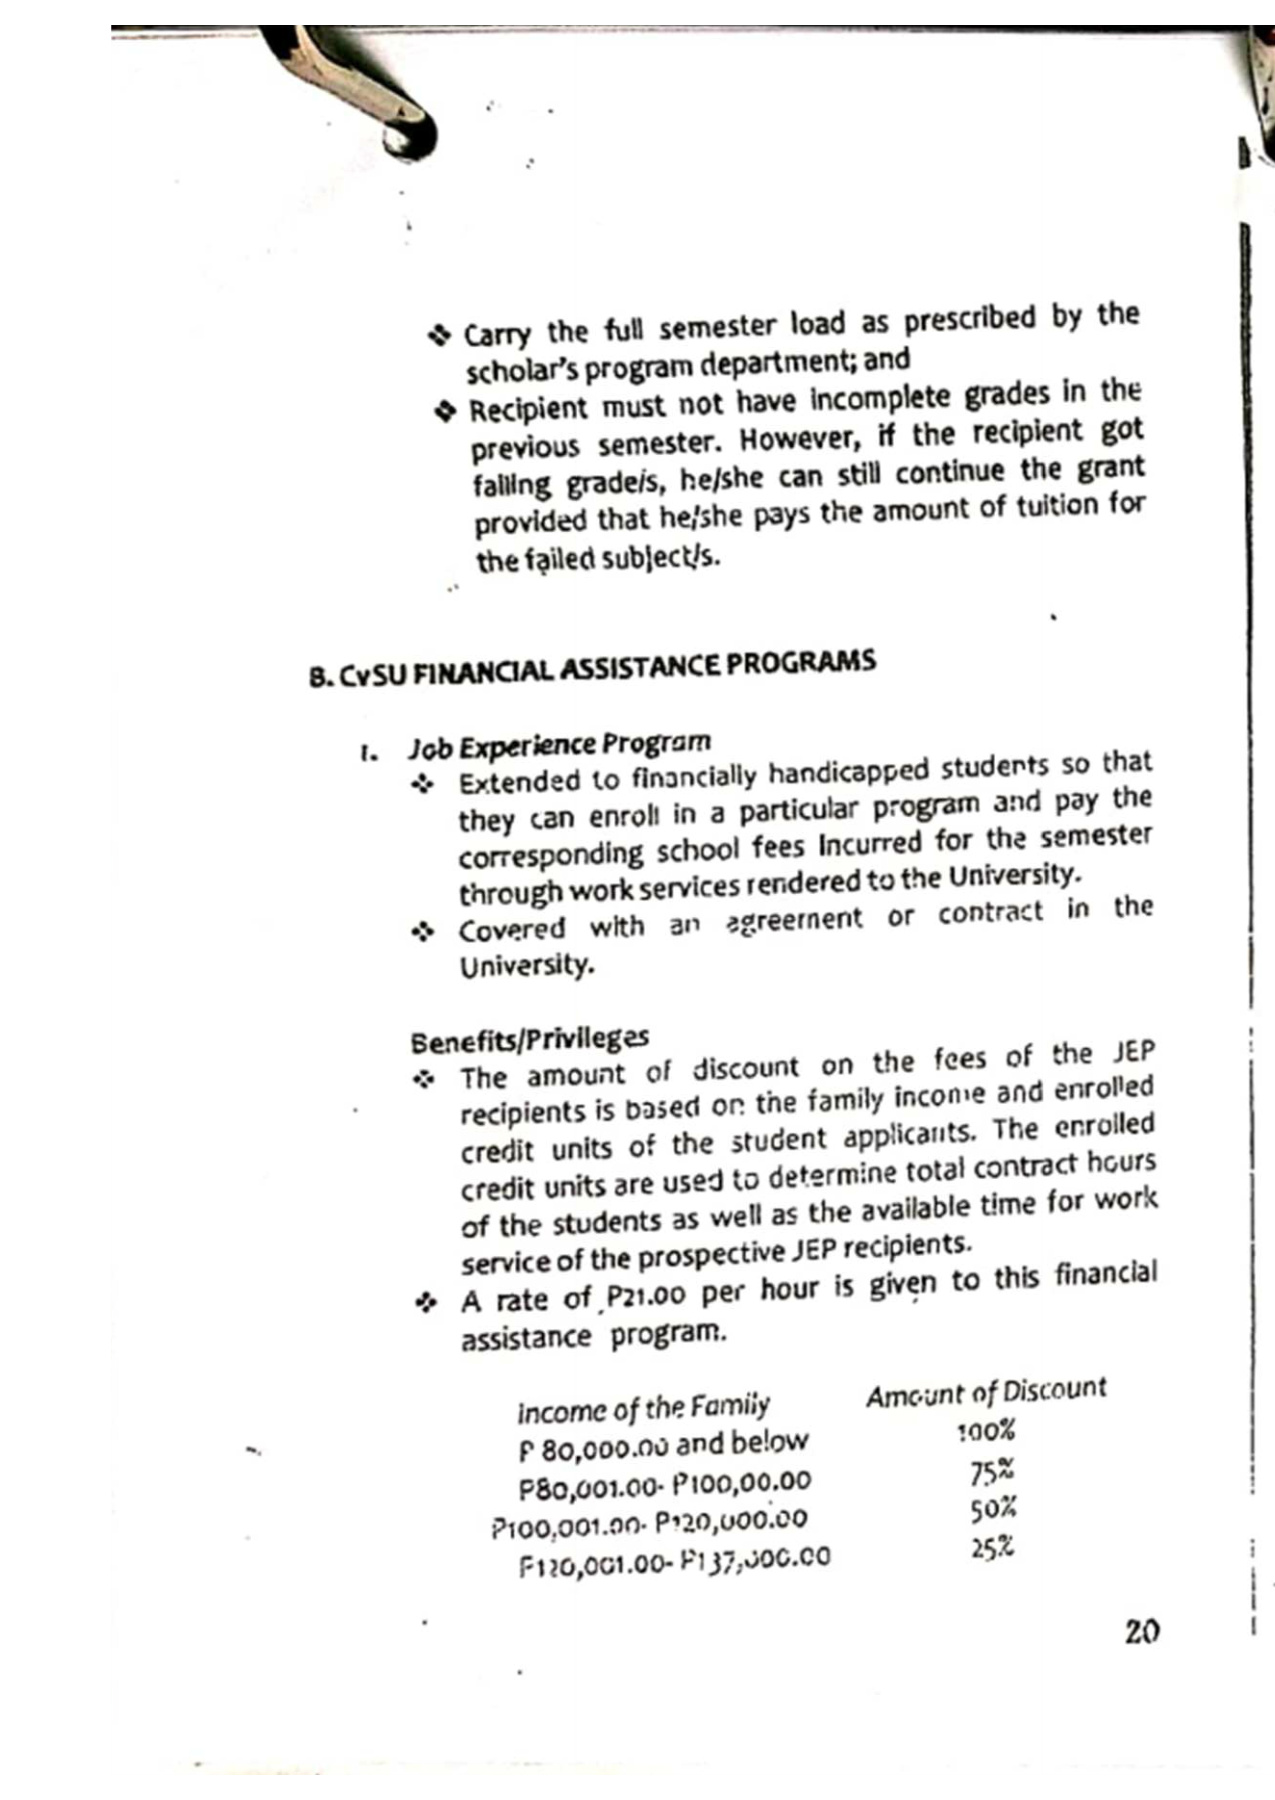 ❖ Carry the full semester load as prescribed by the
scholar's program department; and
❖ Recipient must not have incomplete grades in the
previous semester. However, if the recipient got
failing grade/s, he/she can still continue the grant
provided that he/she pays the amount of tuition for
the failed subject/s.
B. CvSU FINANCIAL ASSISTANCE PROGRAMS
1. Job Experience Program
❖ Extended to financially handicapped students so that
they can enroll in a particular program and pay the
corresponding school fees incurred for the semester
through work services rendered to the University.
❖ Covered with an agreement or contract in the
University.
Benefits/Privileges
❖ The amount of discount on the fees of the JEP
recipients is based on the family income and enrolled
credit units of the student applicants. The enrolled
credit units are used to determine total contract hours
of the students as well as the available time for work
service of the prospective JEP recipients.
❖ A rate of P21.00 per hour is given to this financial
assistance program.
Income of the Family Amount of Discount
P 80,000.00 and below 100%
P80,001.00- P100,00.00 75%
P100,001.00- P120,000.00 50%
P120,001.00- P137,000.00 25%
20